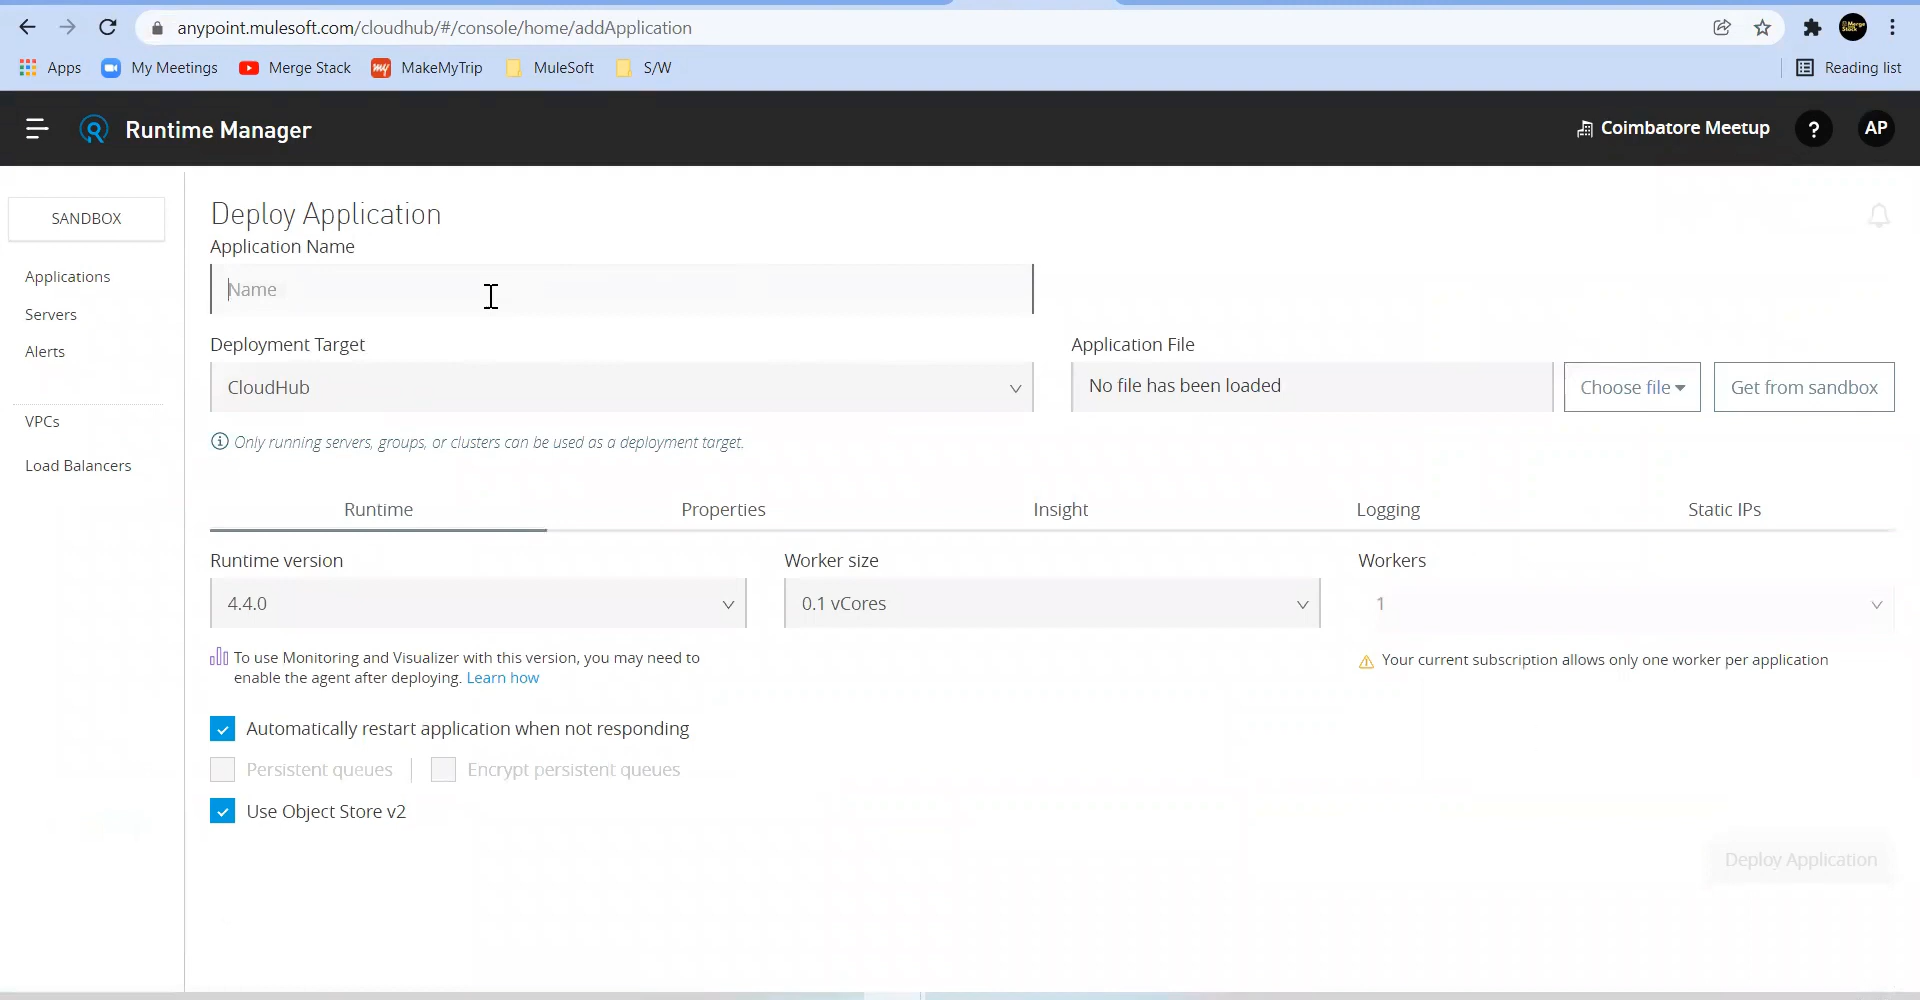 anypoint.mulesoft.com/cloudhub/#/console/home/addApplication
Apps My Meetings Merge Stack MakeMyTrip MuleSoft S/W Reading list
Runtime Manager Coimbatore Meetup ? AP
SANDBOX
Applications
Servers
Alerts
VPCs
Load Balancers
Deploy Application
Application Name
Name
Deployment Target
CloudHub
Application File
No file has been loaded Choose file Get from sandbox
Only running servers, groups, or clusters can be used as a deployment target.
Runtime Properties Insight Logging Static IPs
Runtime version Worker size Workers
4.4.0 0.1 vCores 1
To use Monitoring and Visualizer with this version, you may need to
enable the agent after deploying. Learn how
Your current subscription allows only one worker per application
Automatically restart application when not responding
Persistent queues Encrypt persistent queues
Use Object Store v2
Deploy Application